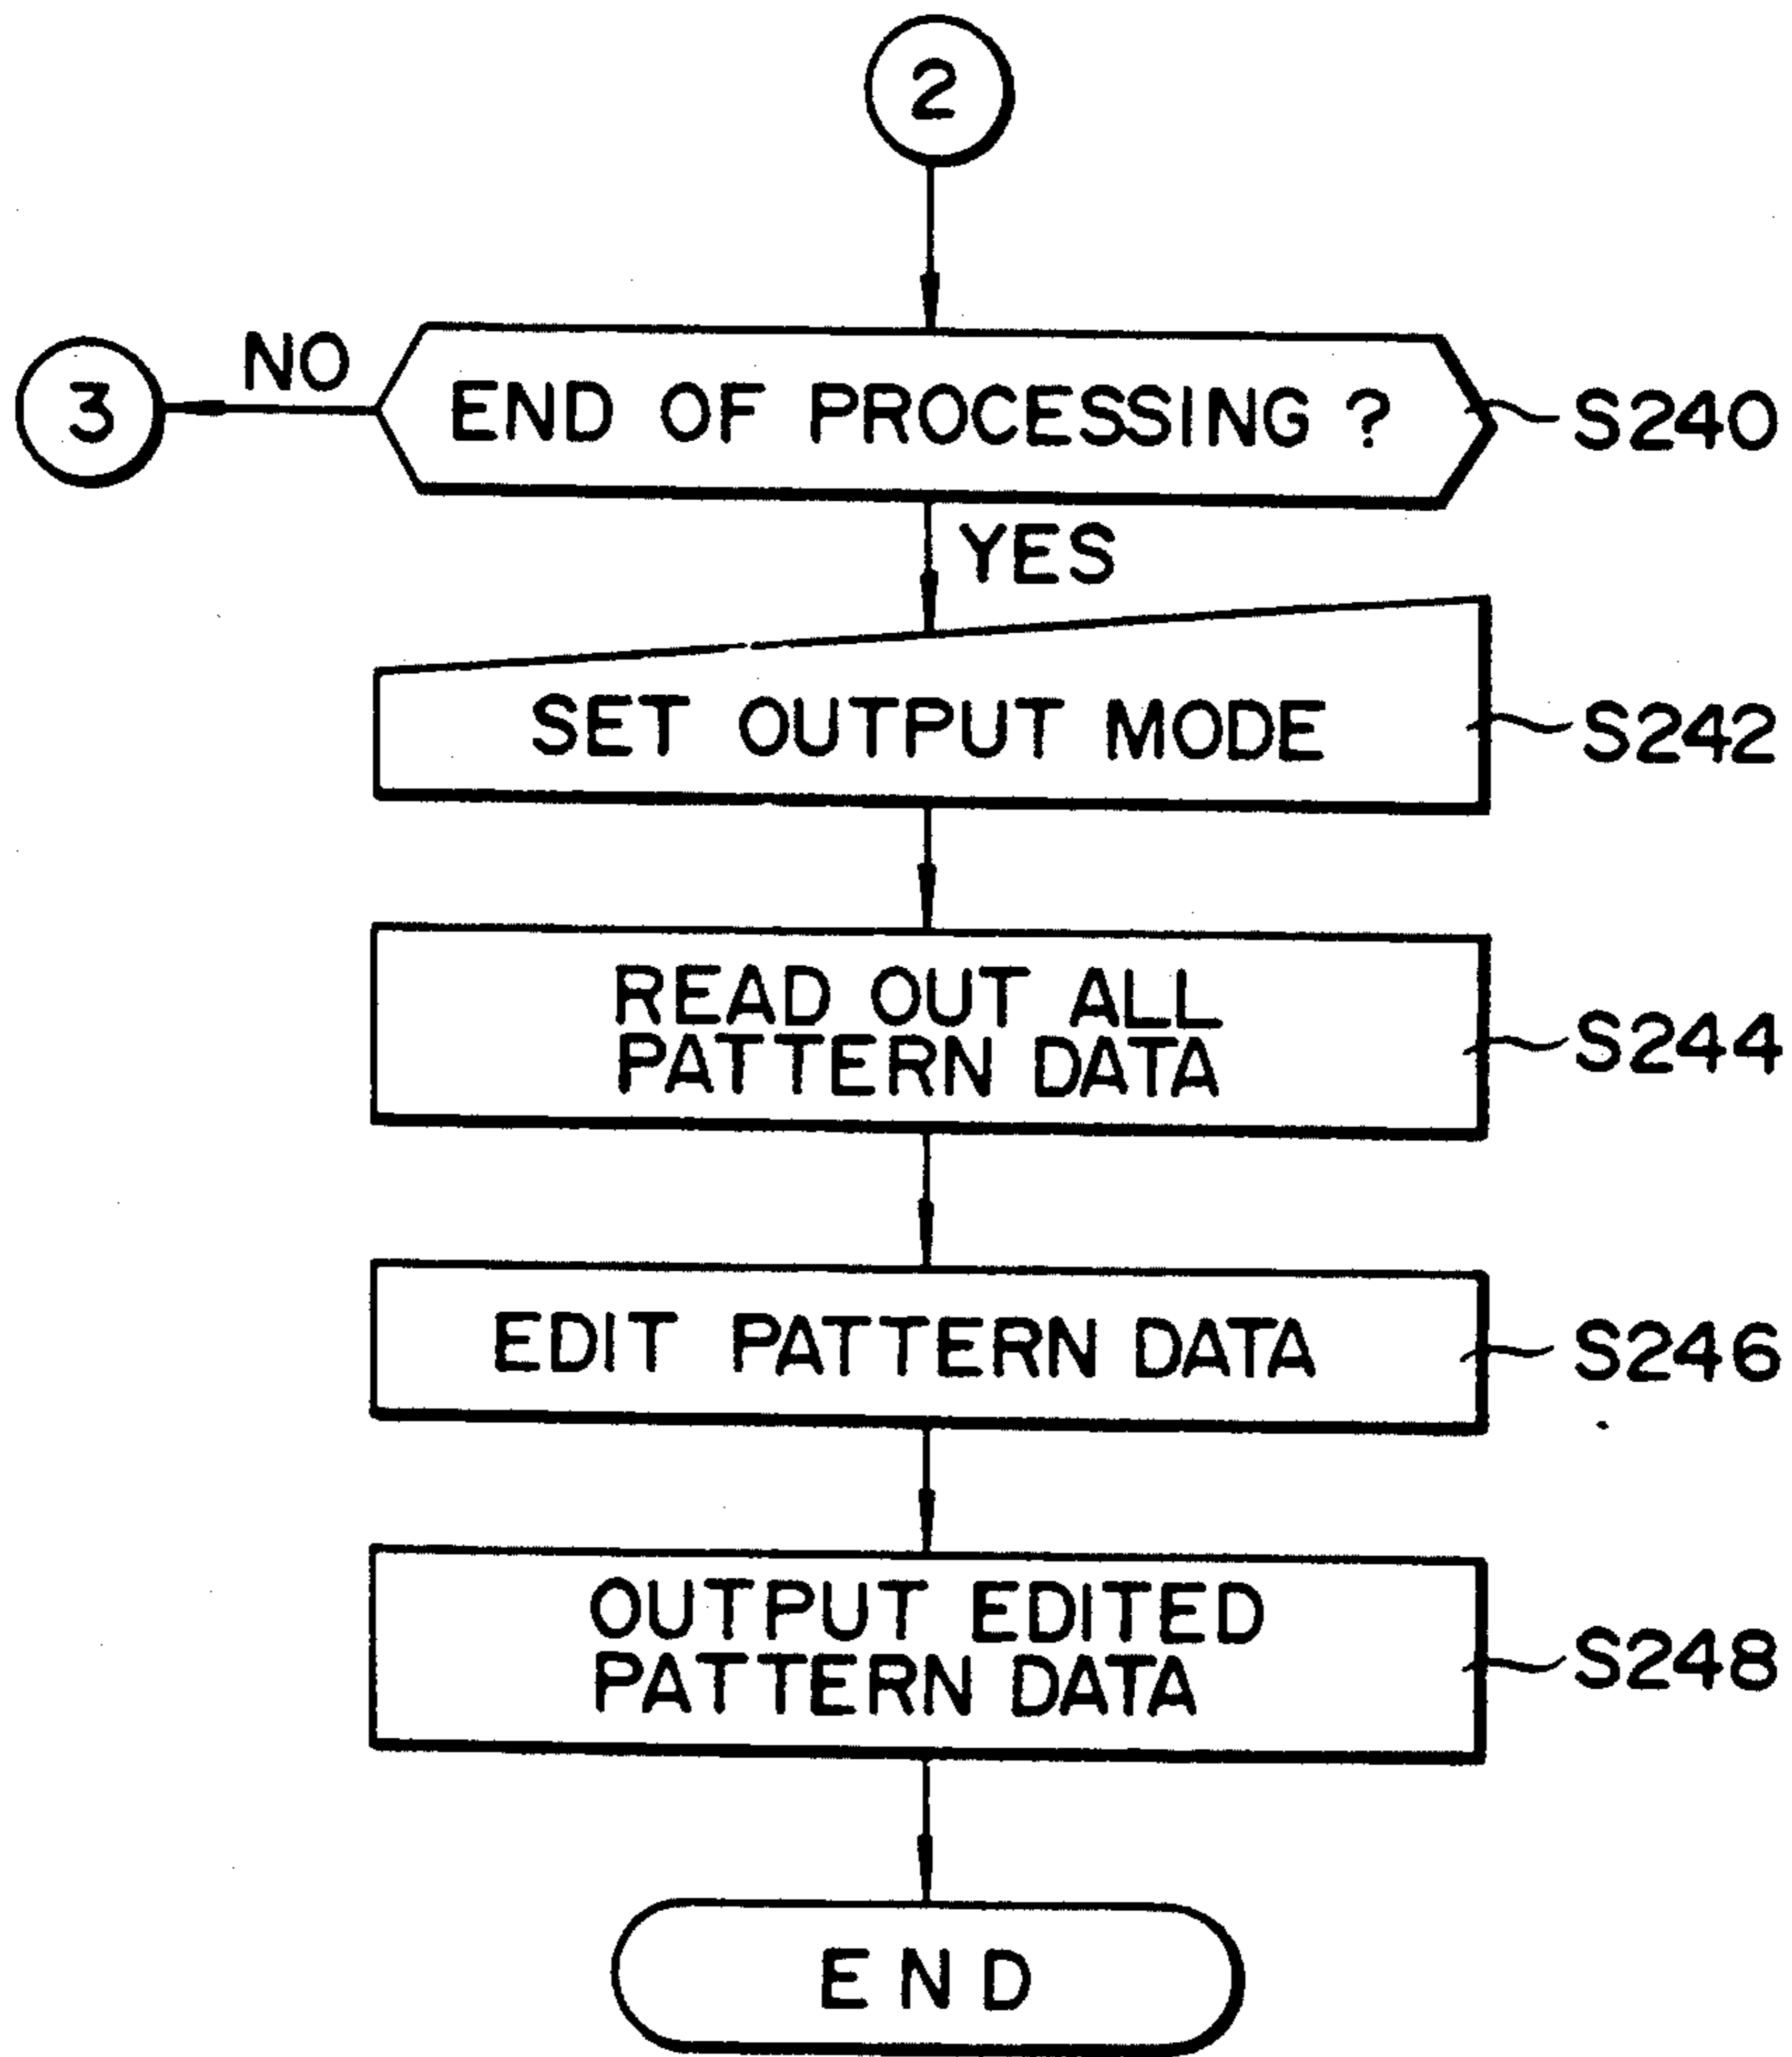 2
3
NO
END OF PROCESSING ?
S240
YES
SET OUTPUT MODE
S242
READ OUT ALL
PATTERN DATA
S244
EDIT PATTERN DATA
S246
OUTPUT EDITED
PATTERN DATA
S248
END